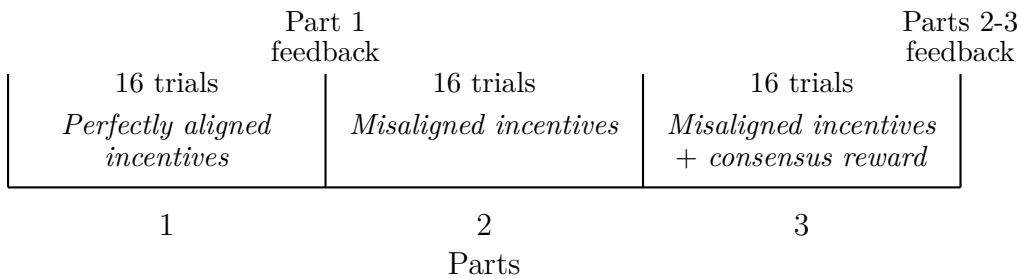 Part 1
feedback
Parts 2-3
feedback
16 trials
Perfectly aligned
incentives
16 trials
Misaligned incentives
16 trials
Misaligned incentives
+ consensus reward
1
2
3
Parts